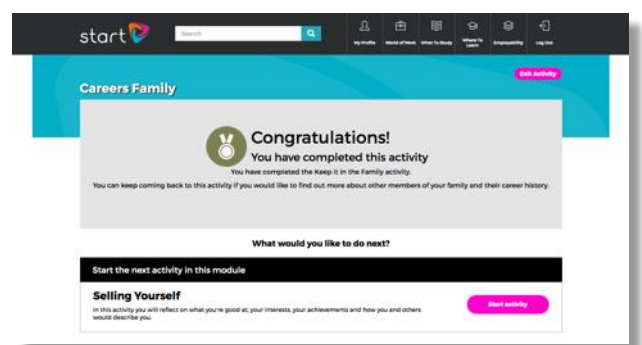 start
Search
My Profile
World of Work
What To Study
Where To
Learn
Employability
Log Out
Exit Activity
Careers Family
Congratulations!
You have completed this activity
You have completed the Keep it in the Family activity.
You can keep coming back to this activity if you would like to find out more about other members of your family and their career history.
What would you like to do next?
Start the next activity in this module
Selling Yourself
In this activity you will reflect on what you're good at, your interests, your achievements and how you and others
would describe you.
Start activity